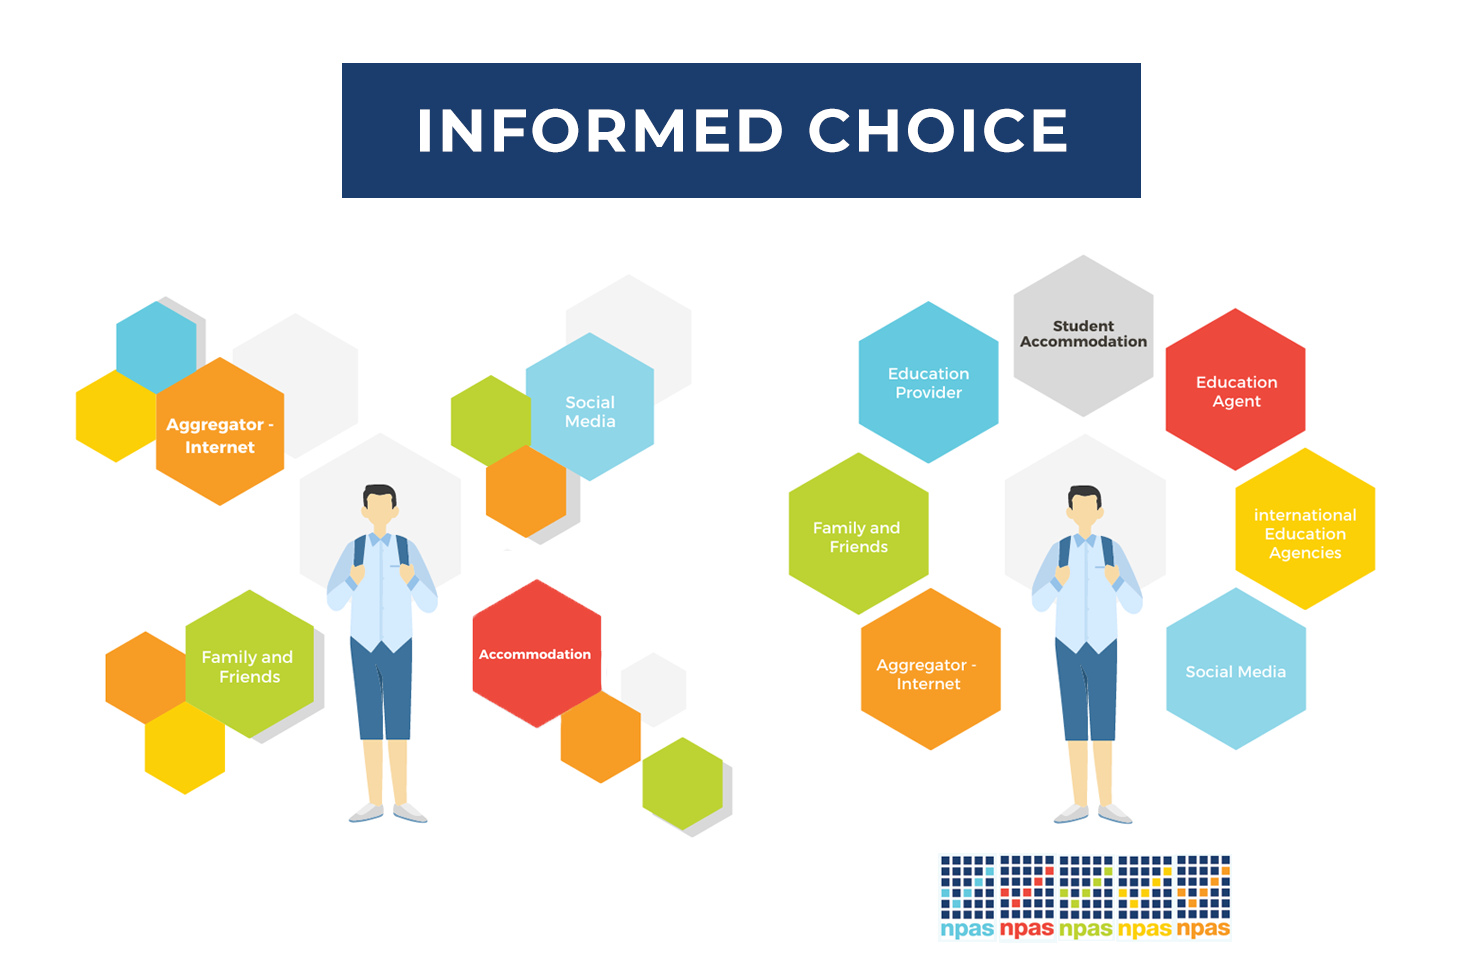 INFORMED CHOICE
Aggregator -
Internet
Social
Media
Family and
Friends
Accommodation
Student
Accommodation
Education
Provider
Education
Agent
Family and
Friends
international
Education
Agencies
Aggregator -
Internet
Social Media
npas npas npas npas npas